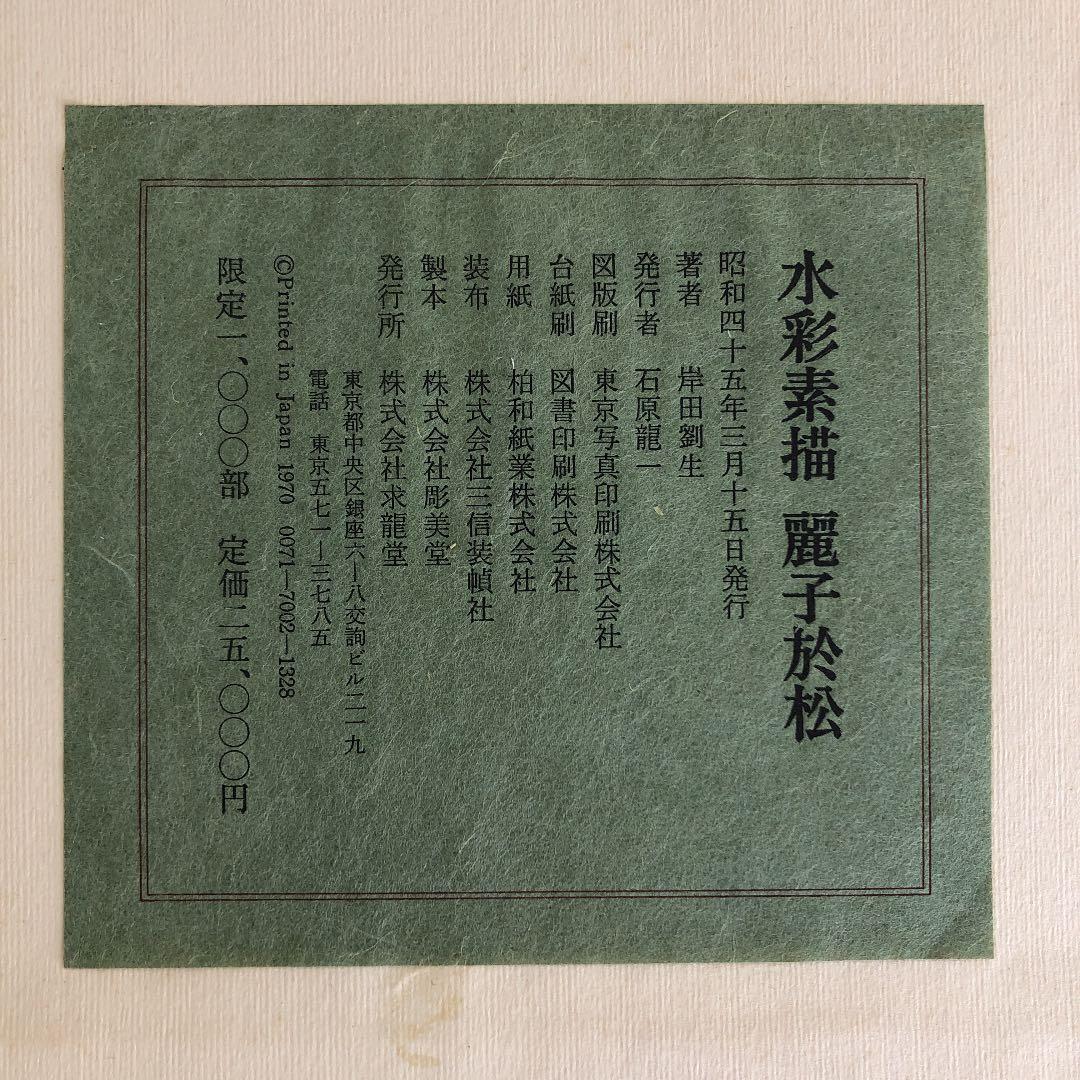 水彩素描 麗子於松
昭和四十五年三月十五日発行
著者 岸田劉生
発行者 石原龍一
図版刷 東京写真印刷株式会社
台紙刷 図書印刷株式会社
用紙 柏和紙業株式会社
装布 株式会社三信装幀社
製本 株式会社彫美堂
発行所 株式会社求龍堂
東京都中央区銀座六ー八交詢ビル二一九
電話 東京五七一ー三七八五
©Printed in Japan 1970 0071―7002―1328
限定一、〇〇〇部 定価二五、〇〇〇円